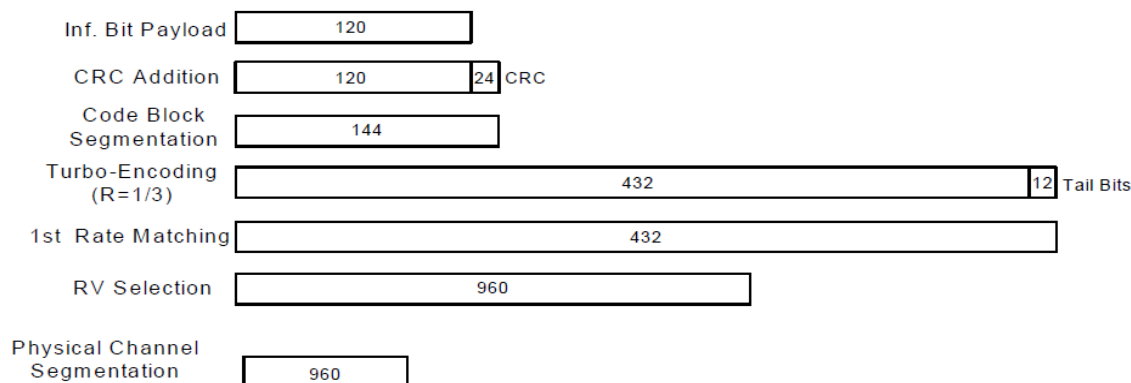 Inf. Bit Payload 120
CRC Addition 120 24 CRC
Code Block
Segmentation 144
Turbo-Encoding
(R=1/3) 432 12 Tail Bits
1st Rate Matching 432
RV Selection 960
Physical Channel
Segmentation 960